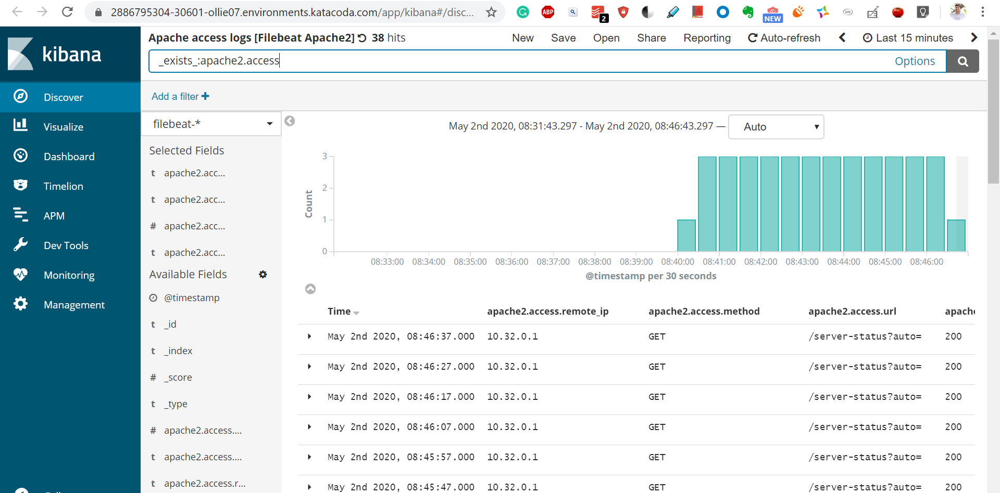 2886795304-30601-ollie07.environments.katacoda.com/app/kibana#/disc...
ABP
2
NEW
psi
kibana
Discover
Visualize
Dashboard
Timelion
APM
Dev Tools
Monitoring
Management
Apache access logs [Filebeat Apache2] 38 hits
New Save Open Share Reporting Auto-refresh Last 15 minutes
_exists_:apache2.access Options
Add a filter
filebeat-*
Selected Fields
t apache2.acc...
t apache2.acc...
# apache2.acc...
t apache2.acc...
Available Fields
@timestamp
t _id
t _index
# _score
t _type
# apache2.access....
t apache2.access....
t apache2.access.r...
May 2nd 2020, 08:31:43.297 - May 2nd 2020, 08:46:43.297 — Auto
Count
3
2
1
0
08:33:00 08:34:00 08:35:00 08:36:00 08:37:00 08:38:00 08:39:00 08:40:00 08:41:00 08:42:00 08:43:00 08:44:00 08:45:00 08:46:00
@timestamp per 30 seconds
Time apache2.access.remote_ip apache2.access.method apache2.access.url apache
May 2nd 2020, 08:46:37.000 10.32.0.1 GET /server-status?auto= 200
May 2nd 2020, 08:46:27.000 10.32.0.1 GET /server-status?auto= 200
May 2nd 2020, 08:46:17.000 10.32.0.1 GET /server-status?auto= 200
May 2nd 2020, 08:46:07.000 10.32.0.1 GET /server-status?auto= 200
May 2nd 2020, 08:45:57.000 10.32.0.1 GET /server-status?auto= 200
May 2nd 2020, 08:45:47.000 10.32.0.1 GET /server-status?auto= 200